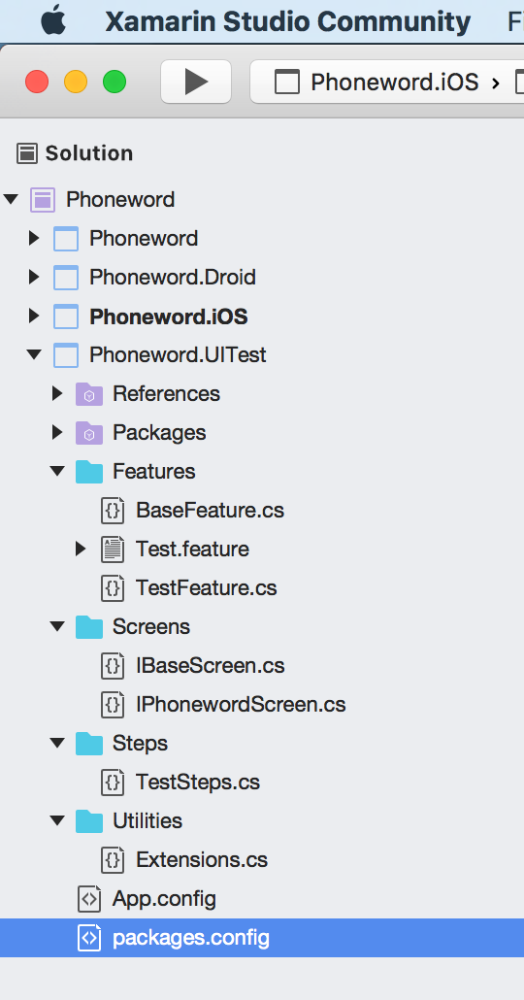 Xamarin Studio Community
Phoneword.iOS
Solution
Phoneword
Phoneword
Phoneword.Droid
Phoneword.iOS
Phoneword.UITest
References
Packages
Features
BaseFeature.cs
Test.feature
TestFeature.cs
Screens
IBaseScreen.cs
IPhonewordScreen.cs
Steps
TestSteps.cs
Utilities
Extensions.cs
App.config
packages.config